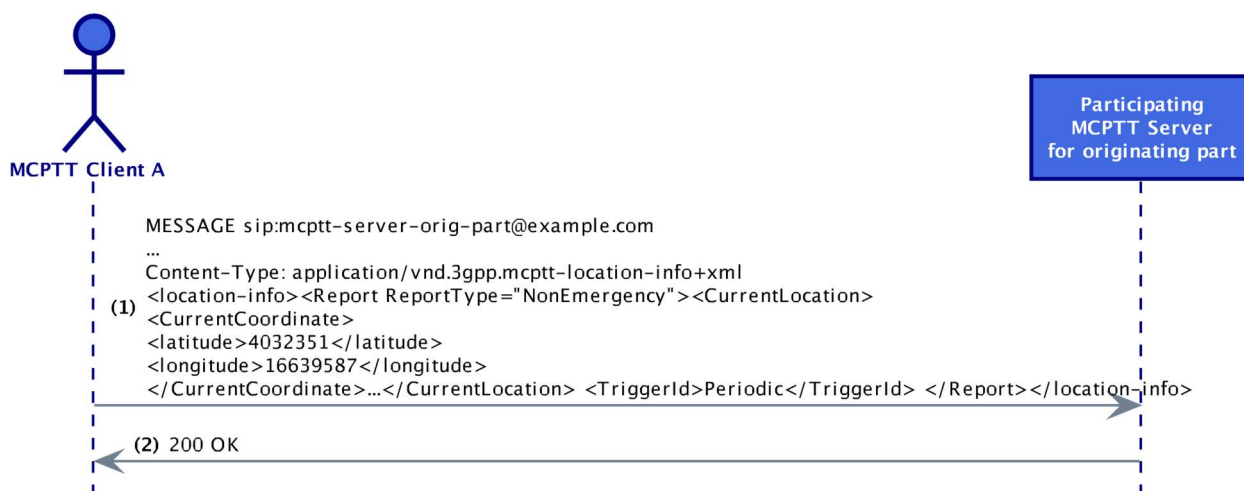 MCPTT Client A
Participating
MCPTT Server
for originating part
MESSAGE sip:mcptt-server-orig-part@example.com
...
Content-Type: application/vnd.3gpp.mcptt-location-info+xml
<location-info><Report ReportType="NonEmergency"><CurrentLocation>
(1) <CurrentCoordinate>
<latitude>4032351</latitude>
<longitude>16639587</longitude>
</CurrentCoordinate>...</CurrentLocation> <TriggerId>Periodic</TriggerId> </Report></location-info>
(2) 200 OK